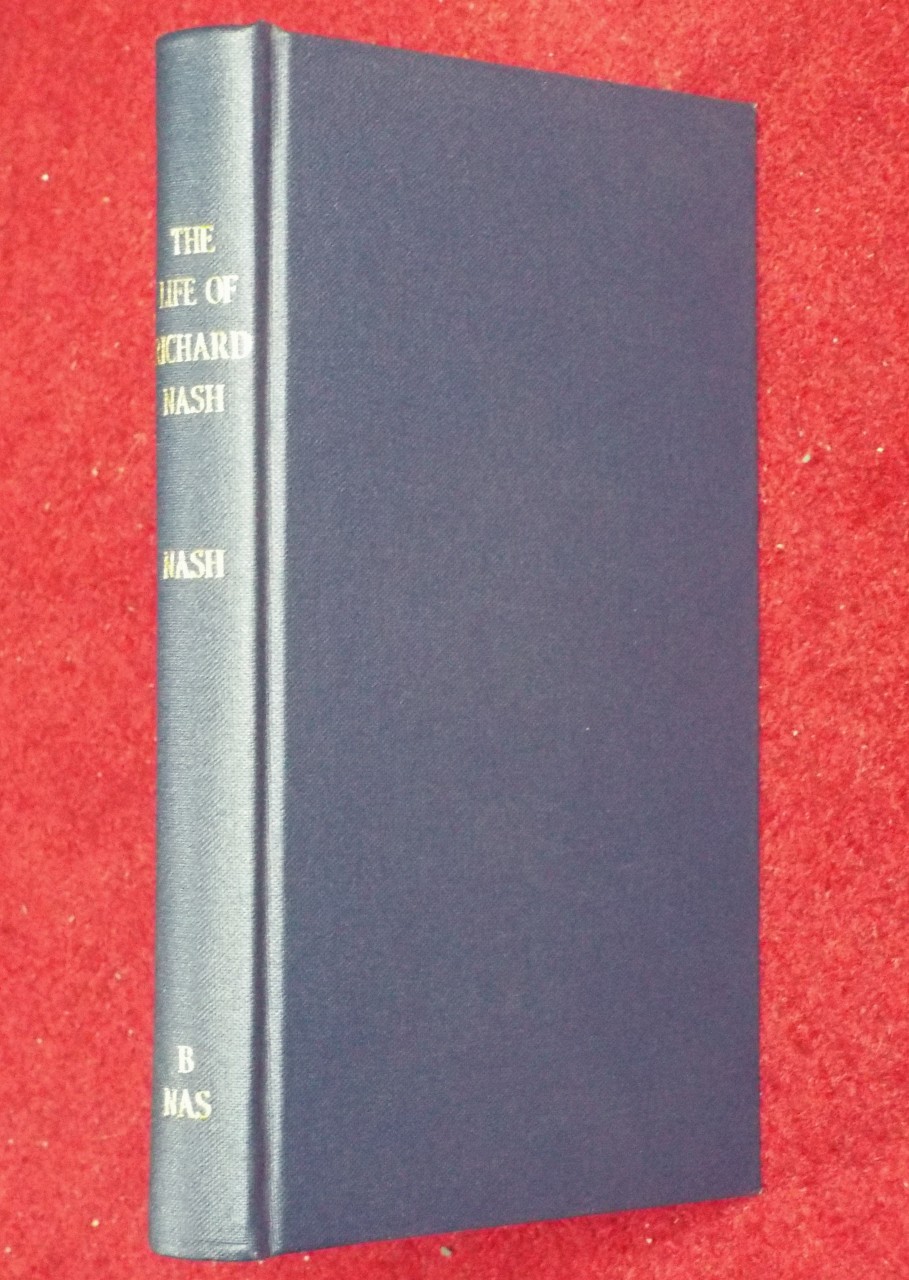 THE
LIFE OF
RICHARD
NASH
NASH
B
NAS